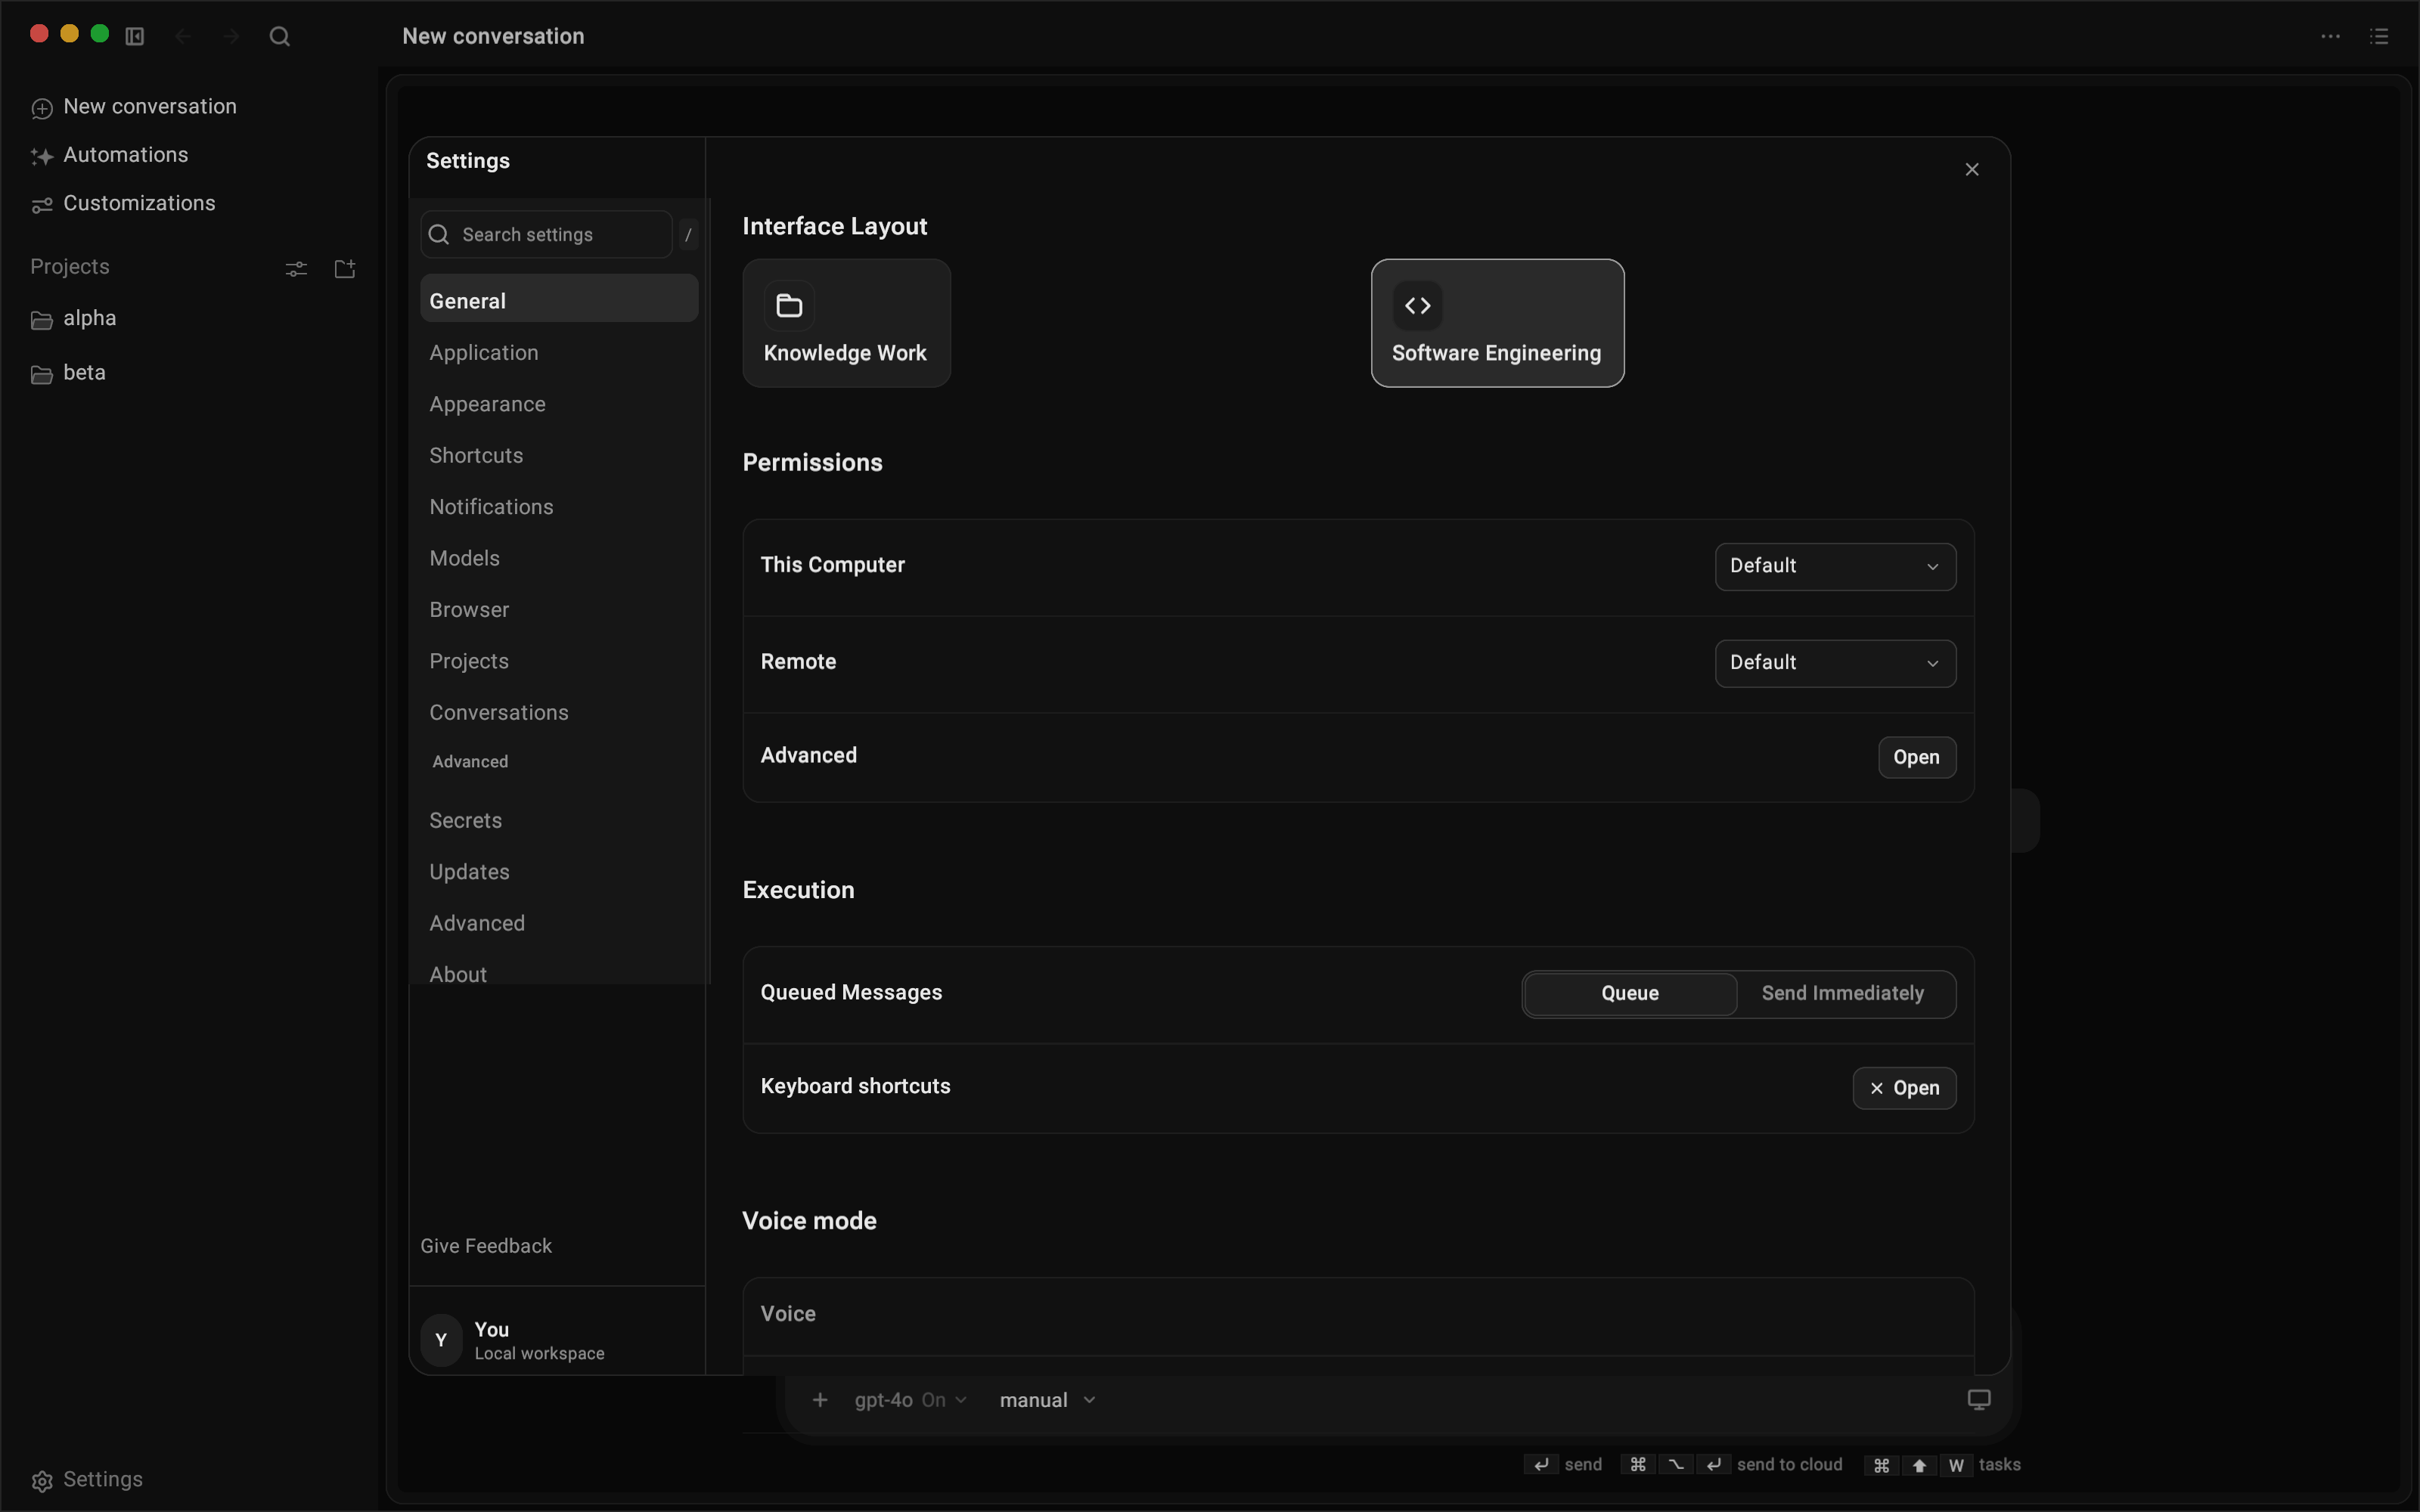 New conversation
New conversation
Automations
Customizations
Projects
alpha
beta
Settings
Settings
Search settings
/
General
Application
Appearance
Shortcuts
Notifications
Models
Browser
Projects
Conversations
Advanced
Secrets
Updates
Advanced
About
Give Feedback
Y
You
Local workspace
Interface Layout
Knowledge Work
Software Engineering
Permissions
This Computer
Default
Remote
Default
Advanced
Open
Execution
Queued Messages
Queue
Send Immediately
Keyboard shortcuts
Open
Voice mode
Voice
gpt-4o On
manual
send
⌘ ⌥ send to cloud
⌘ W tasks